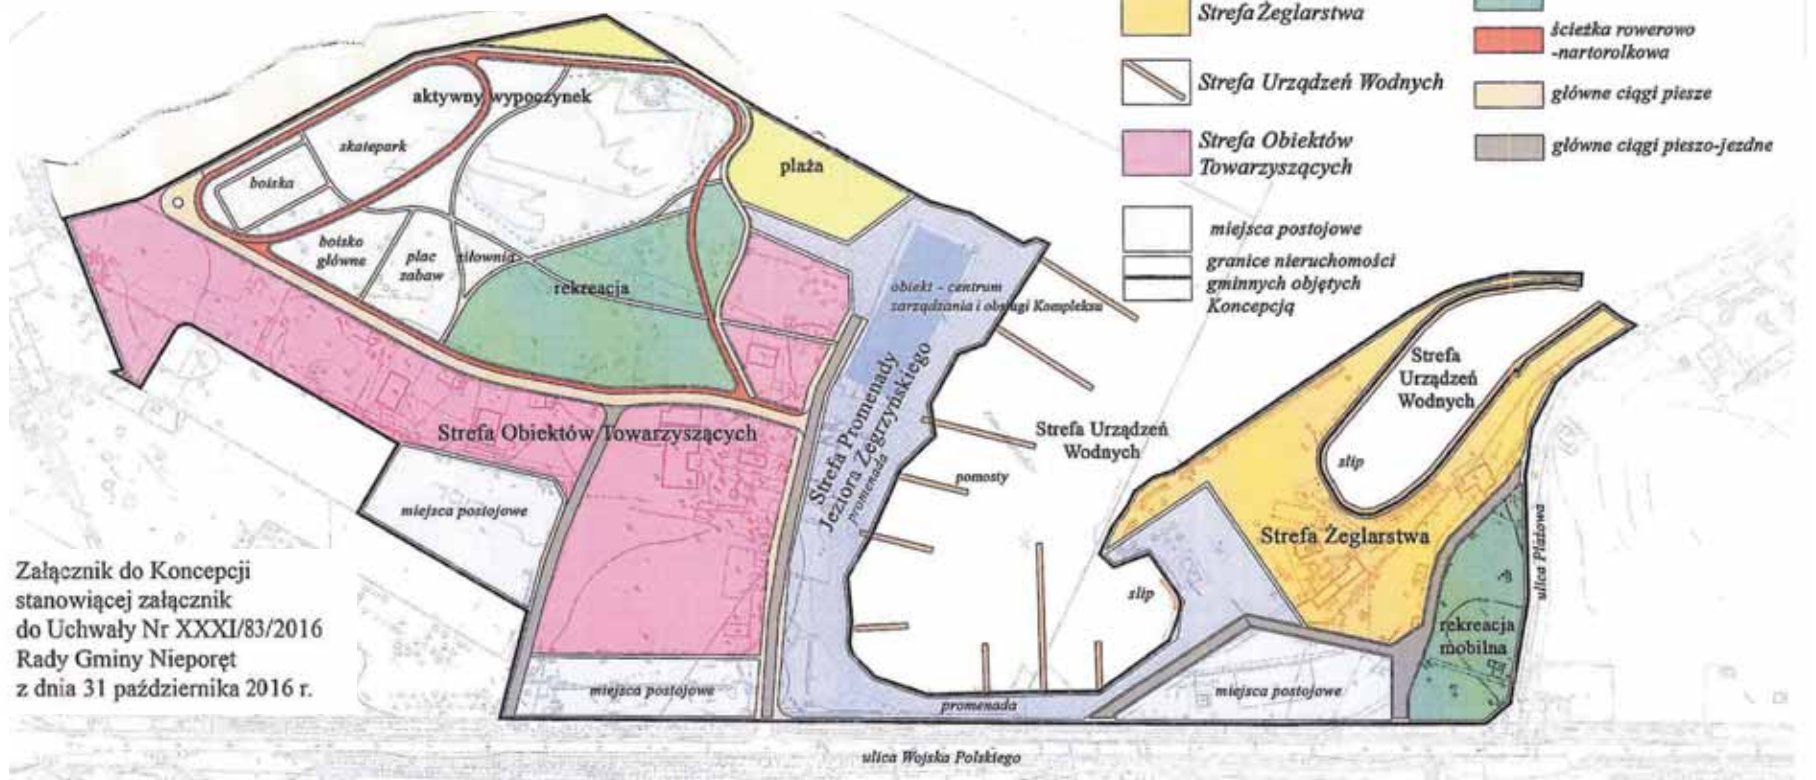 Strefa Żeglarstwa
Strefa Urządzeń Wodnych
Strefa Obiektów
Towarzyszących
miejsca postojowe
granice nieruchomości
gminnych objętych
Koncepcją
ścieżka rowerowo
-nartorolkowa
główne ciągi piesze
główne ciągi pieszo-jezdne
aktywny wypoczynek
skatepark
boiska
boisko
główne
plac
zabaw
siłownia
rekreacja
plaża
obiekt - centrum
zarządzania i obsługi Kompleksu
Strefa Promenady
Jeziora Zegrzyńskiego
promenada
Strefa Obiektów Towarzyszących
miejsca postojowe
miejsca postojowe
Strefa Urządzeń
Wodnych
pomosty
slip
promenada
Strefa
Urządzeń
Wodnych
slip
Strefa Żeglarstwa
rekreacja
mobilna
miejsca postojowe
ulica Plażowa
ulica Wojska Polskiego
Załącznik do Koncepcji
stanowiącej załącznik
do Uchwały Nr XXXI/83/2016
Rady Gminy Nieporęt
z dnia 31 października 2016 r.